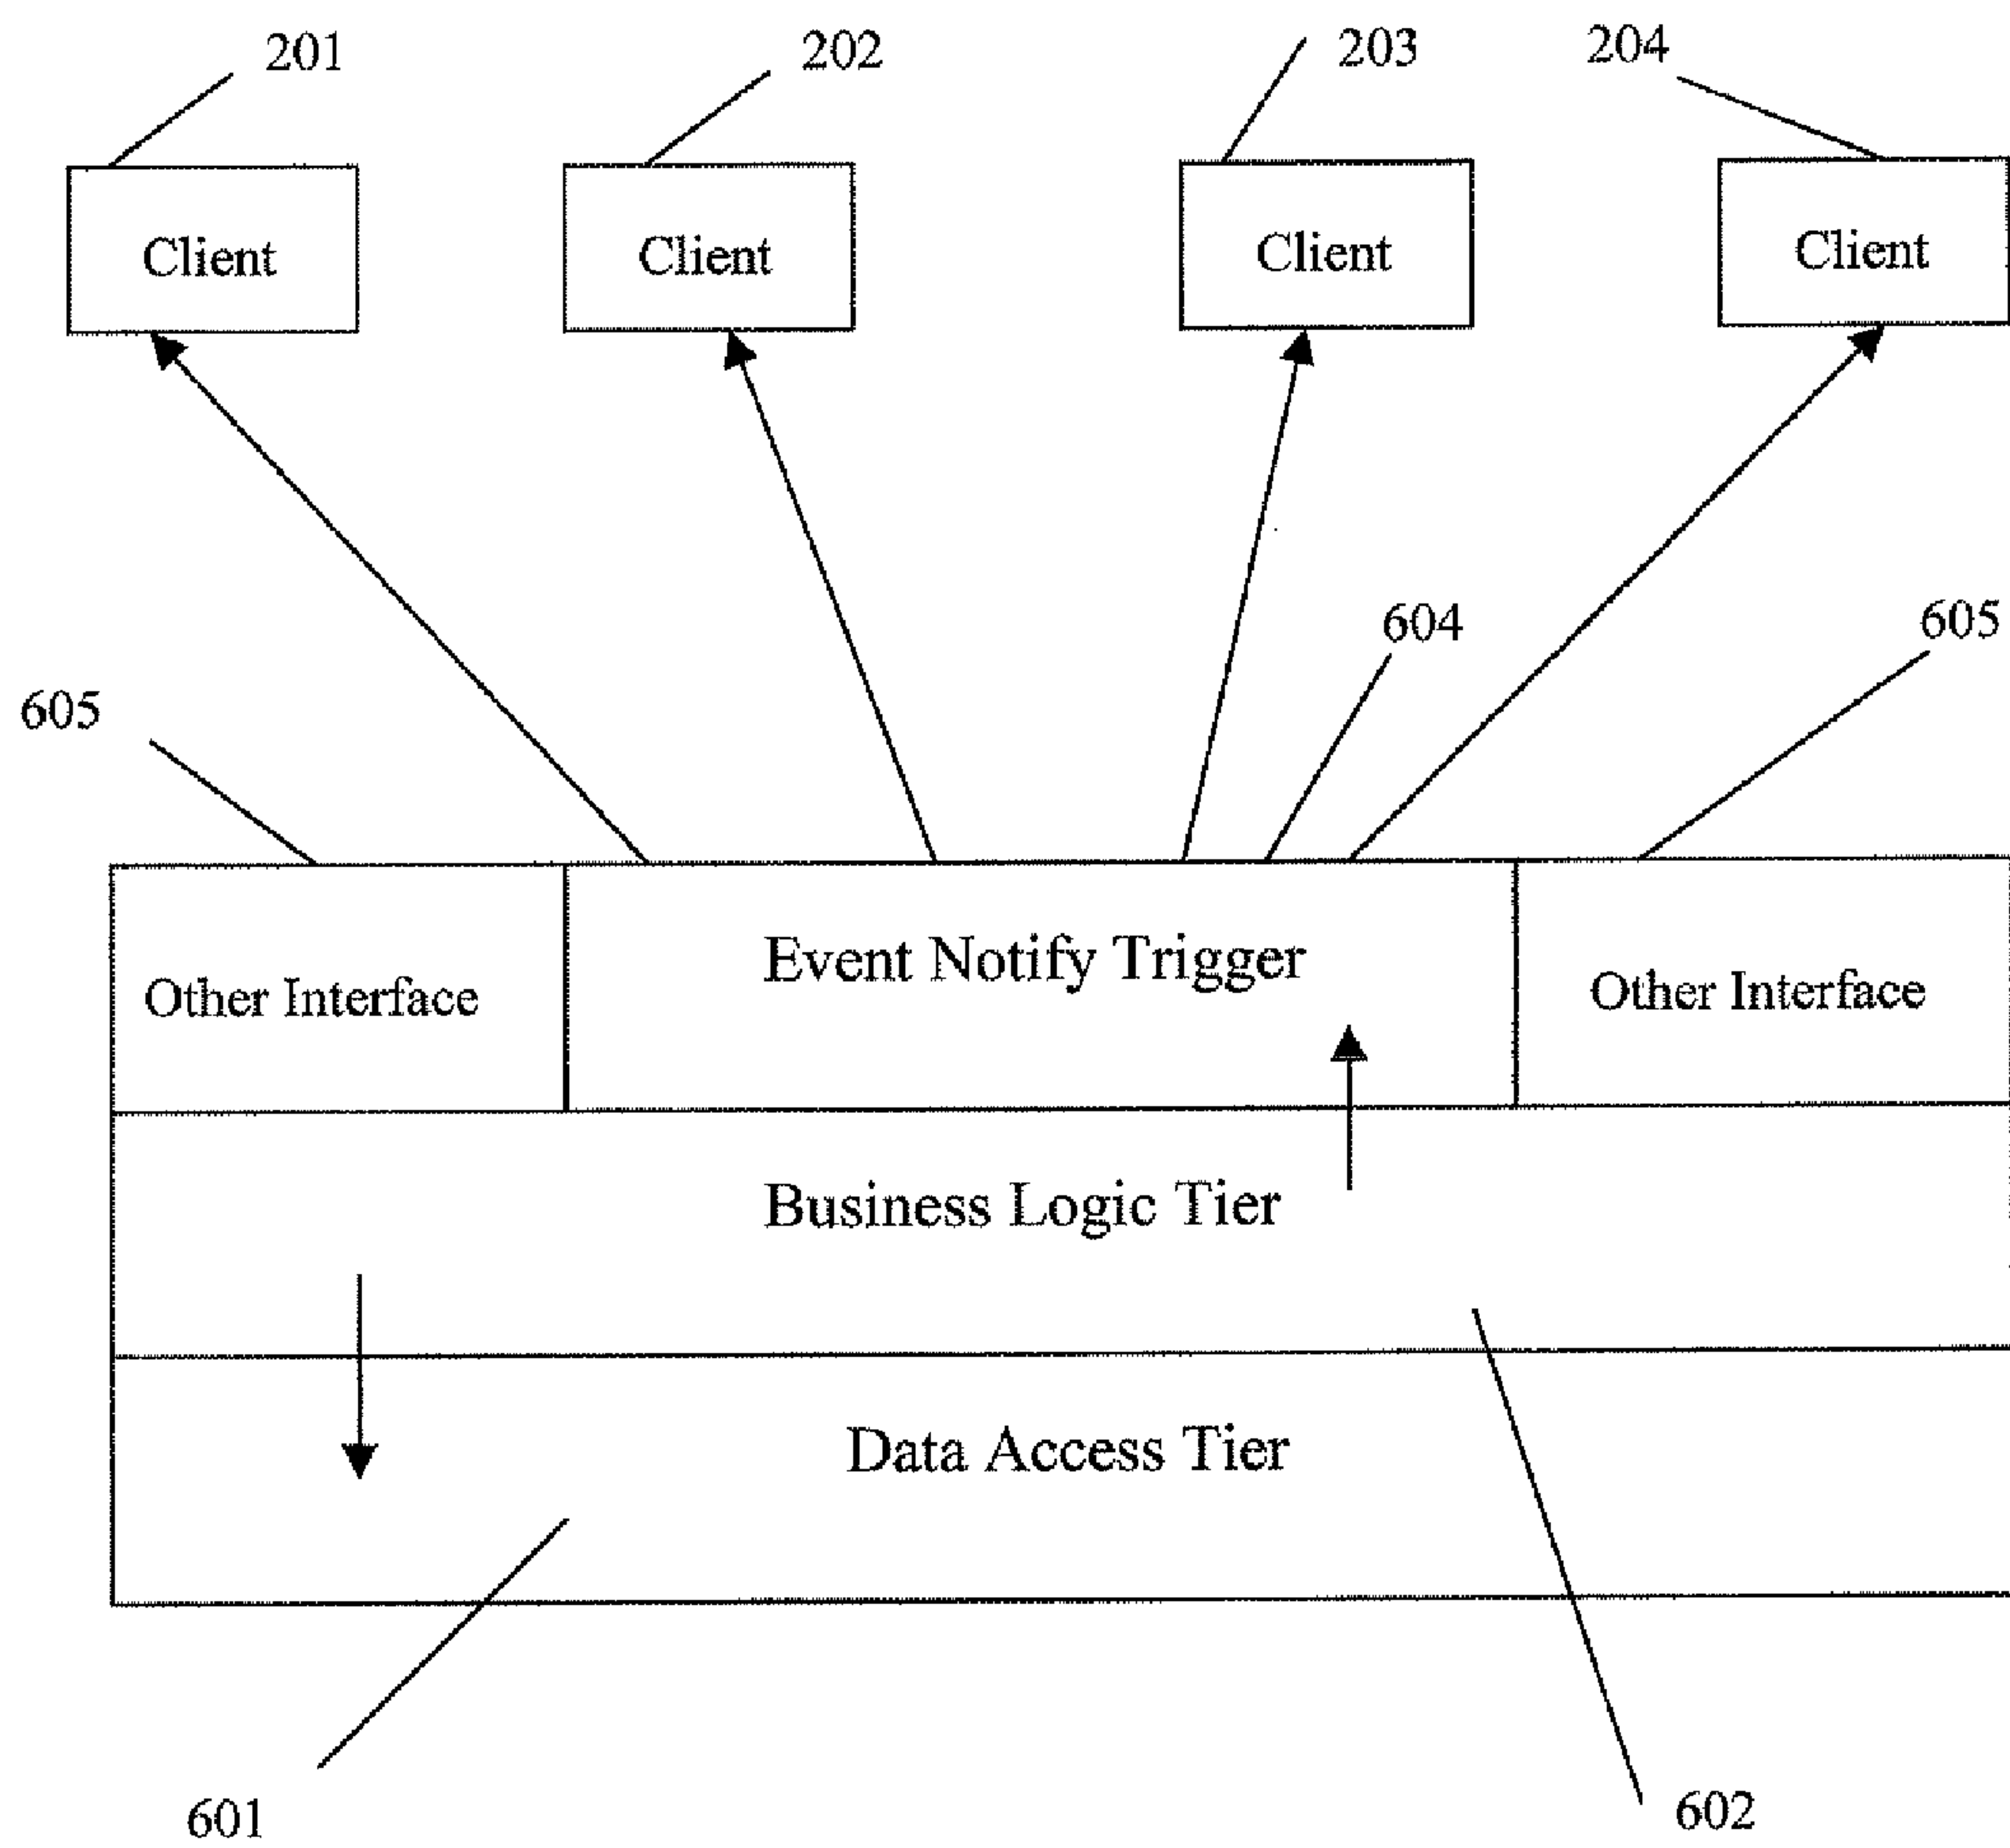 201
202
203
204
Client
Client
Client
Client
604
605
605
Event Notify Trigger
Other Interface
Other Interface
Business Logic Tier
Data Access Tier
601
602